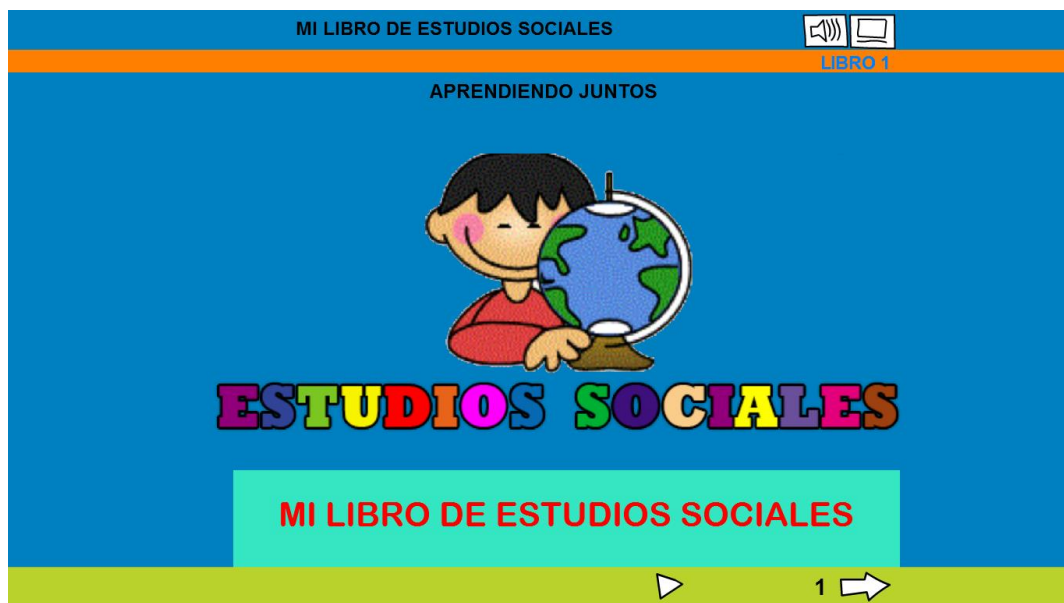 MI LIBRO DE ESTUDIOS SOCIALES
LIBRO 1
APRENDIENDO JUNTOS
ESTUDIOS SOCIALES
MI LIBRO DE ESTUDIOS SOCIALES
1